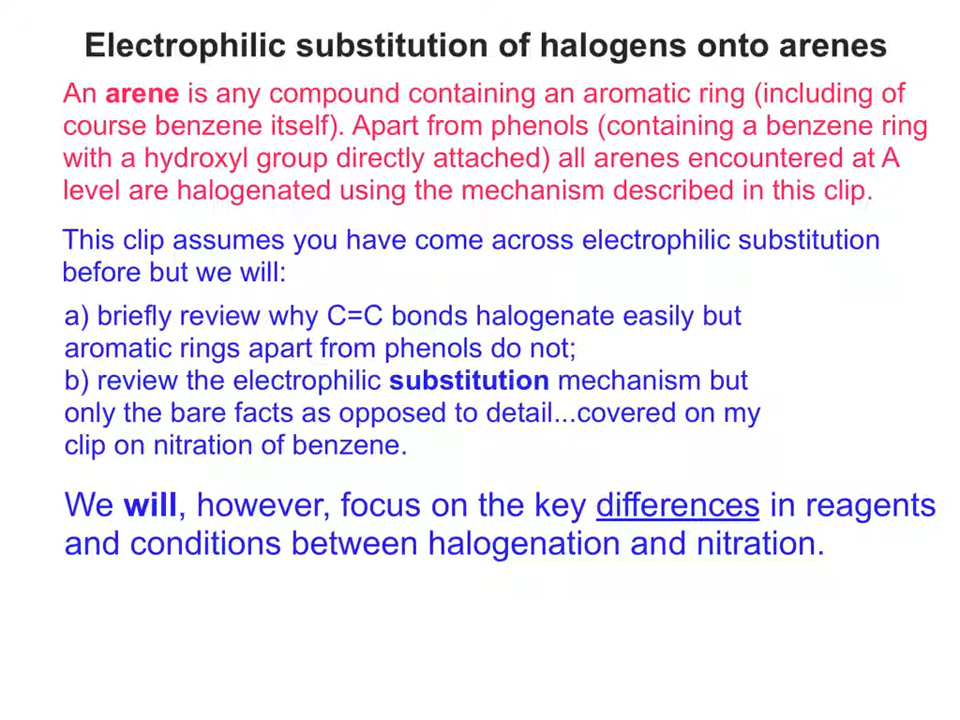 Electrophilic substitution of halogens onto arenes
An arene is any compound containing an aromatic ring (including of
course benzene itself). Apart from phenols (containing a benzene ring
with a hydroxyl group directly attached) all arenes encountered at A
level are halogenated using the mechanism described in this clip.
This clip assumes you have come across electrophilic substitution
before but we will:
a) briefly review why C=C bonds halogenate easily but
aromatic rings apart from phenols do not;
b) review the electrophilic substitution mechanism but
only the bare facts as opposed to detail...covered on my
clip on nitration of benzene.
We will, however, focus on the key differences in reagents
and conditions between halogenation and nitration.